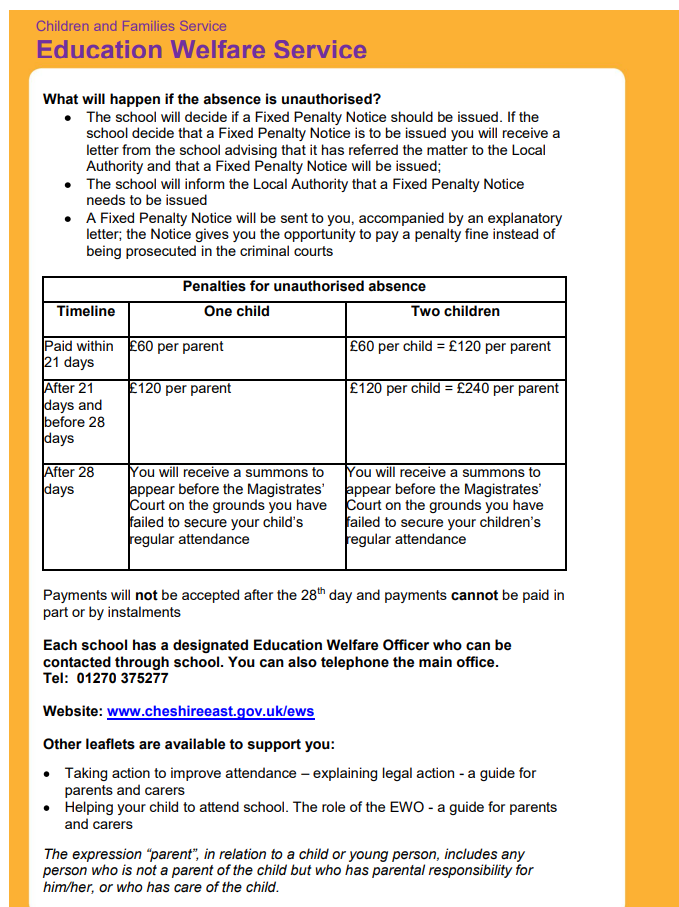 Children and Families Service
Education Welfare Service
What will happen if the absence is unauthorised?
● The school will decide if a Fixed Penalty Notice should be issued. If the
school decide that a Fixed Penalty Notice is to be issued you will receive a
letter from the school advising that it has referred the matter to the Local
Authority and that a Fixed Penalty Notice will be issued;
● The school will inform the Local Authority that a Fixed Penalty Notice
needs to be issued
● A Fixed Penalty Notice will be sent to you, accompanied by an explanatory
letter; the Notice gives you the opportunity to pay a penalty fine instead of
being prosecuted in the criminal courts
Penalties for unauthorised absence
Timeline One child Two children
Paid within £60 per parent £60 per child = £120 per parent
21 days
After 21 £120 per parent £120 per child = £240 per parent
days and
before 28
days
After 28 You will receive a summons to You will receive a summons to
days appear before the Magistrates’ appear before the Magistrates’
Court on the grounds you have Court on the grounds you have
failed to secure your child’s failed to secure your children’s
regular attendance regular attendance
Payments will not be accepted after the 28th day and payments cannot be paid in
part or by instalments
Each school has a designated Education Welfare Officer who can be
contacted through school. You can also telephone the main office.
Tel: 01270 375277
Website: www.cheshireeast.gov.uk/ews
Other leaflets are available to support you:
● Taking action to improve attendance – explaining legal action - a guide for
parents and carers
● Helping your child to attend school. The role of the EWO - a guide for parents
and carers
The expression “parent”, in relation to a child or young person, includes any
person who is not a parent of the child but who has parental responsibility for
him/her, or who has care of the child.